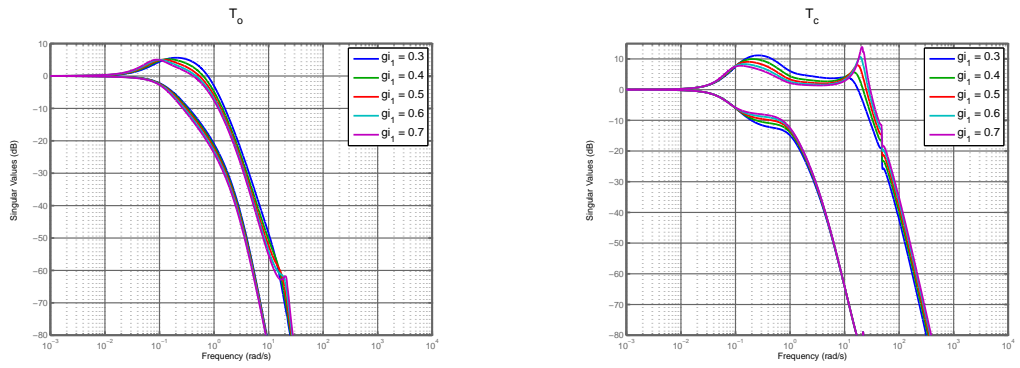 T_o
10
0
−10
−20
−30
−40
−50
−60
−70
−80
Singular Values (dB)
gi_1 = 0.3
gi_1 = 0.4
gi_1 = 0.5
gi_1 = 0.6
gi_1 = 0.7
10^−3 10^−2 10^−1 10^0 10^1 10^2 10^3 10^4
Frequency (rad/s)
T_c
10
0
−10
−20
−30
−40
−50
−60
−70
−80
Singular Values (dB)
gi_1 = 0.3
gi_1 = 0.4
gi_1 = 0.5
gi_1 = 0.6
gi_1 = 0.7
10^−3 10^−2 10^−1 10^0 10^1 10^2 10^3 10^4
Frequency (rad/s)